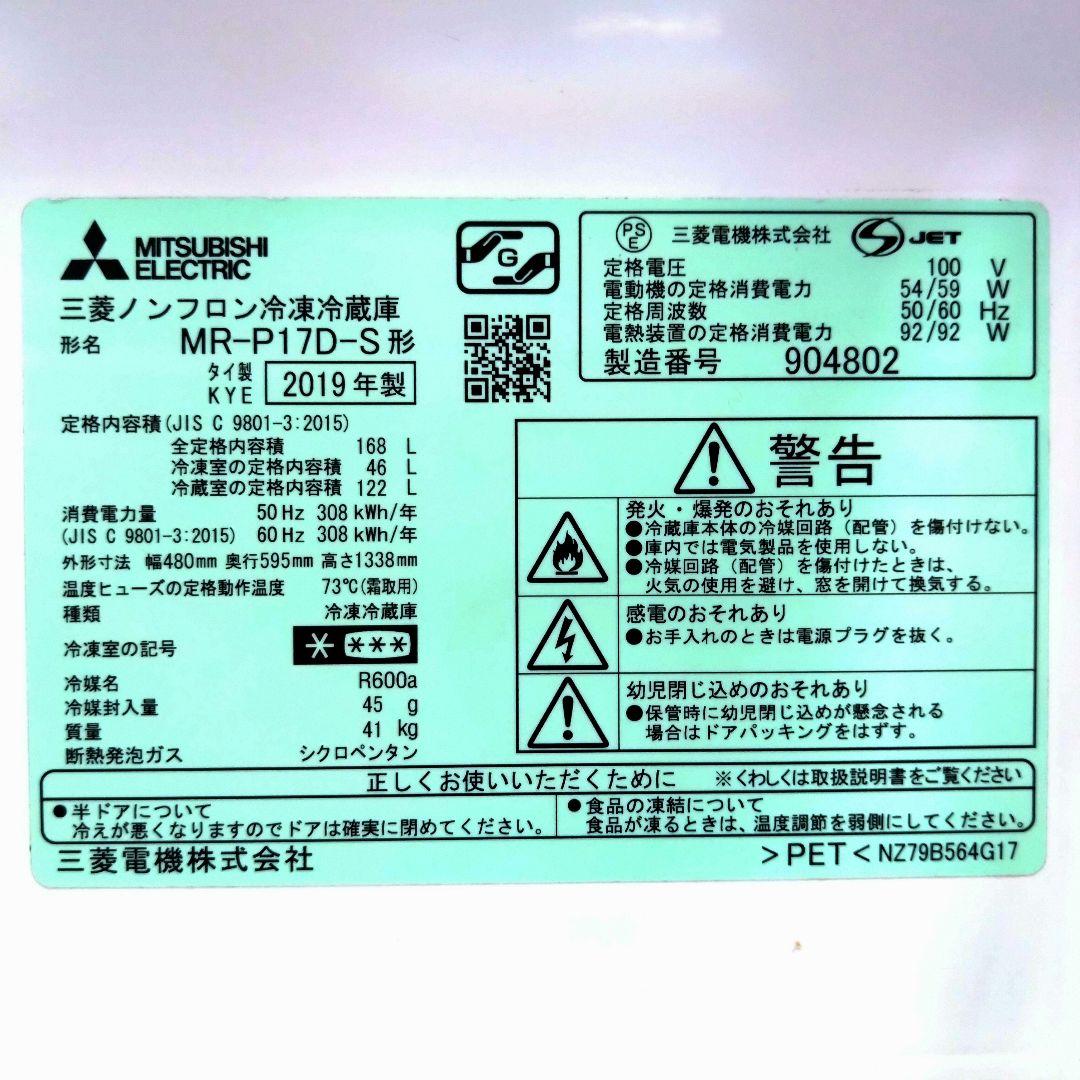 MITSUBISHI
ELECTRIC
G
三菱ノンフロン冷凍冷蔵庫
形名 MR-P17D-S形
タイ製
KYE 2019年製
定格内容積(JIS C 9801-3:2015)
全定格内容積 168 L
冷凍室の定格内容積 46 L
冷蔵室の定格内容積 122 L
消費電力量 50Hz 308kWh/年
(JIS C 9801-3:2015) 60Hz 308kWh/年
外形寸法 幅480mm 奥行595mm 高さ1338mm
温度ヒューズの定格動作温度 73℃(霜取用)
種類 冷凍冷蔵庫
冷凍室の記号 * ***
冷媒名 R600a
冷媒封入量 45 g
質量 41 kg
断熱発泡ガス シクロペンタン
PSE 三菱電機株式会社 S JET
定格電圧 100 V
電動機の定格消費電力 54/59 W
定格周波数 50/60 Hz
電熱装置の定格消費電力 92/92 W
製造番号 904802
警告
発火・爆発のおそれあり
●冷蔵庫本体の冷媒回路(配管)を傷付けない。
●庫内では電気製品を使用しない。
●冷媒回路(配管)を傷付けたときは、
火気の使用を避け、窓を開けて換気する。
感電のおそれあり
●お手入れのときは電源プラグを抜く。
幼児閉じ込めのおそれあり
●保管時に幼児閉じ込めが懸念される
場合はドアパッキングをはずす。
正しくお使いいただくために ※くわしくは取扱説明書をご覧ください
●半ドアについて
冷えが悪くなりますのでドアは確実に閉めてください。
●食品の凍結について
食品が凍るときは、温度調節を弱側にしてください。
三菱電機株式会社
>PET< NZ79B564G17